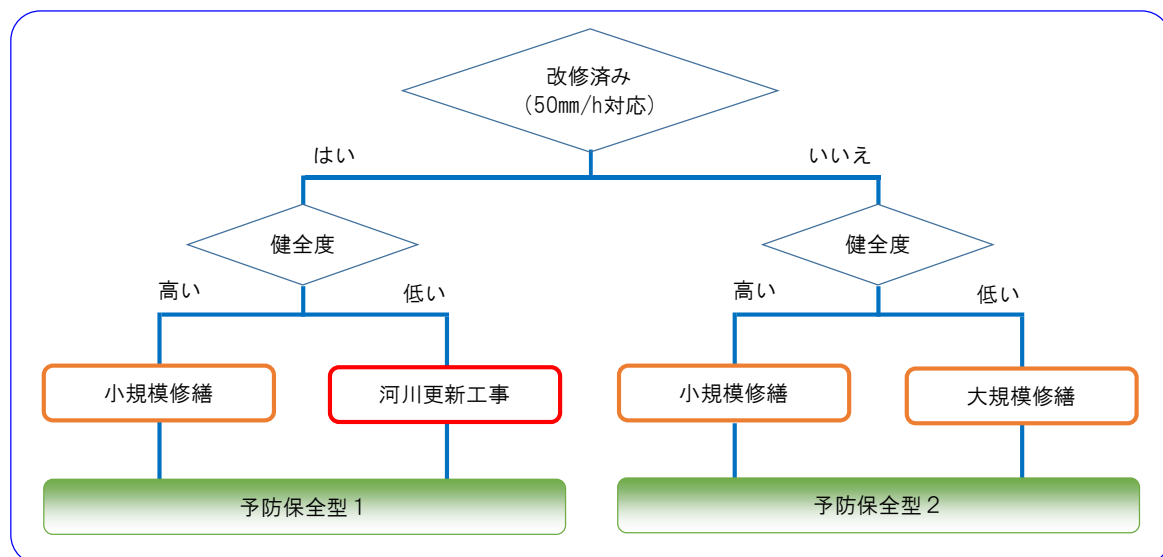 改修済み
(50mm/h対応)
はい
いいえ
健全度
健全度
高い
低い
高い
低い
小規模修繕
河川更新工事
小規模修繕
大規模修繕
予防保全型１
予防保全型２